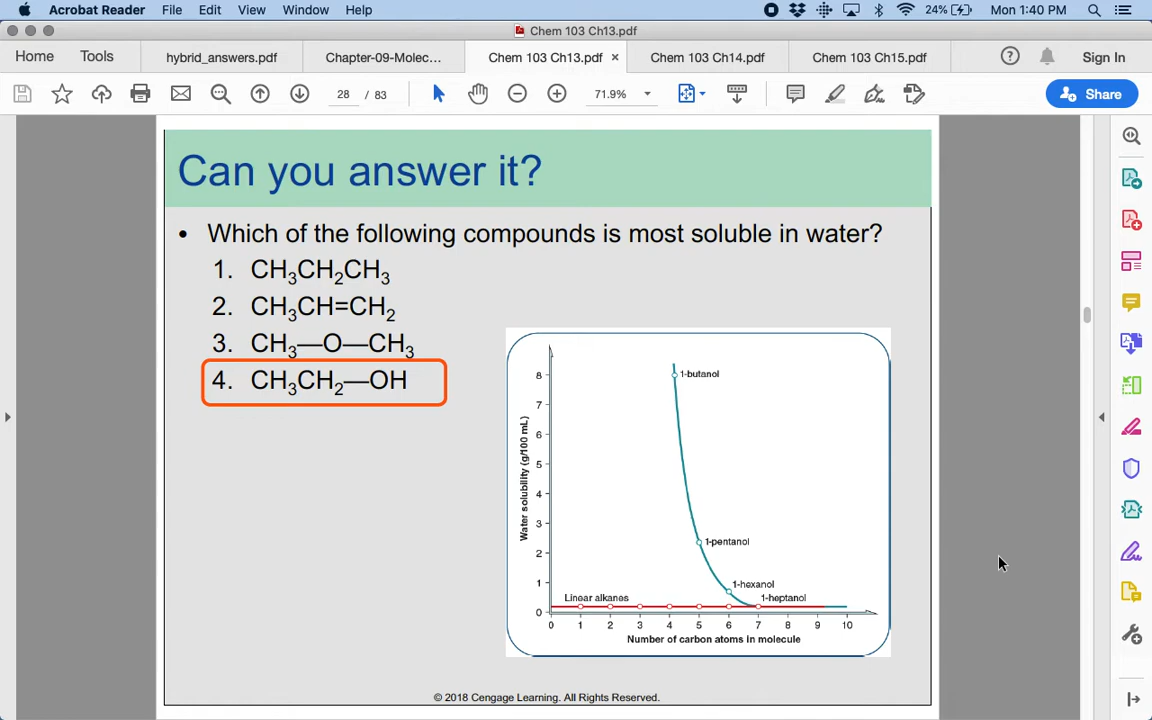 Acrobat Reader File Edit View Window Help 24% Mon 1:40 PM
Chem 103 Ch13.pdf
Home Tools hybrid_answers.pdf Chapter-09-Molec... Chem 103 Ch13.pdf × Chem 103 Ch14.pdf Chem 103 Ch15.pdf Sign In
28 / 83 71.9% Share
Can you answer it?
• Which of the following compounds is most soluble in water?
1. CH₃CH₂CH₃
2. CH₃CH=CH₂
3. CH₃—O—CH₃
4. CH₃CH₂—OH
Water solubility (g/100 mL)
8
7
6
5
4
3
2
1
0
1-butanol
1-pentanol
1-hexanol
1-heptanol
Linear alkanes
0 1 2 3 4 5 6 7 8 9 10
Number of carbon atoms in molecule
© 2018 Cengage Learning. All Rights Reserved.